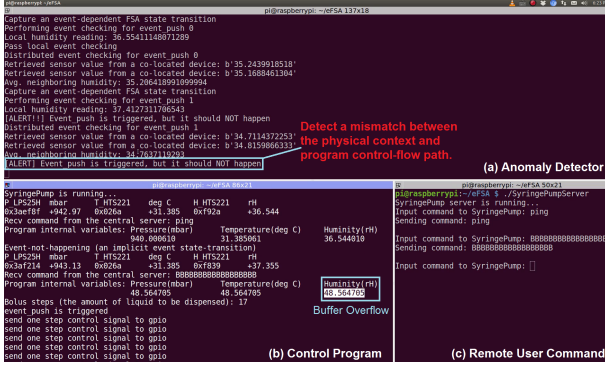 pi@raspberrypi: ~/eFSA
pi@raspberrypi: ~/eFSA 137x18
Capture an event-dependent FSA state transition
Performing event checking for event_push 0
Local humidity reading: 36.55411148071289
Pass local event checking
Distributed event checking for event_push 0
Retrieved sensor value from a co-located device: b'35.2439918518'
Retrieved sensor value from a co-located device: b'35.1688461304'
Avg. neighboring humidity: 35.206418991099994
Capture an event-dependent FSA state transition
Performing event checking for event_push 1
Local humidity reading: 37.4127311706543
[ALERT!!] Event_push is triggered, but it should NOT happen
Distributed event checking for event_push 1
Retrieved sensor value from a co-located device: b'34.7114372253'
Retrieved sensor value from a co-located device: b'34.8159866333'
Avg. neighboring humidity: 34.7637119293
[ALERT] Event_push is triggered, but it should NOT happen
Detect a mismatch between
the physical context and
program control-flow path.
(a) Anomaly Detector
pi@raspberrypi: ~/eFSA 86x21
SyringePump is running...
P_LPS25H mbar T_HTS221 deg C H_HTS221 rH
0x3aef8f +942.97 0x026a +31.385 0xf92a +36.544
Recv command from the central server: ping
Program internal variables: Pressure(mbar) Temperature(deg C) Huminity(rH)
940.000610 31.385061 36.544010
Event-not-happening (an implicit event state-transition)
P_LPS25H mbar T_HTS221 deg C H_HTS221 rH
0x3af214 +943.13 0x026a +31.385 0xf839 +37.355
Recv command from the central server: BBBBBBBBBBBBBBBBBB
Program internal variables: Pressure(mbar) Temperature(deg C) Huminity(rH)
48.564705 48.564705 48.564705
Bolus steps (the amount of liquid to be dispensed): 17
event_push is triggered
send one step control signal to gpio
send one step control signal to gpio
send one step control signal to gpio
send one step control signal to gpio
send one step control signal to gpio
Buffer Overflow
(b) Control Program
pi@raspberrypi: ~/eFSA 50x21
pi@raspberrypi:~/eFSA $ ./SyringePumpServer
SyringePump server is running...
Input command to SyringePump: ping
Sending command: ping
Input command to SyringePump: BBBBBBBBBBBBBBBBBB
Sending command: BBBBBBBBBBBBBBBBBB
Input command to SyringePump:
(c) Remote User Command